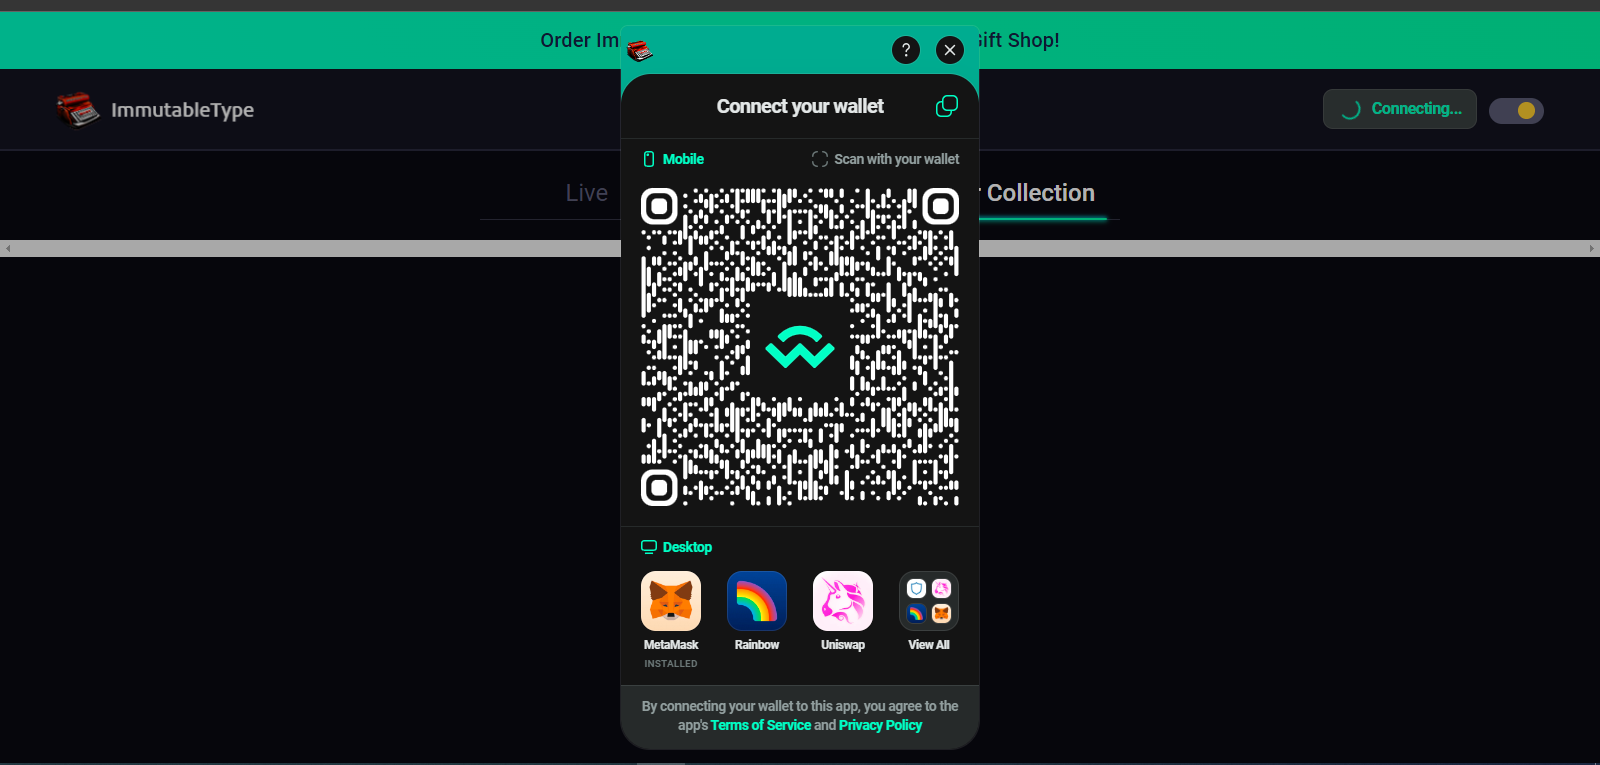 Order Im
Gift Shop!
?
Connect your wallet
ImmutableType
Connecting...
Mobile
Scan with your wallet
Live
Collection
Desktop
MetaMask
Rainbow
Uniswap
View All
INSTALLED
By connecting your wallet to this app, you agree to the
app's Terms of Service and Privacy Policy